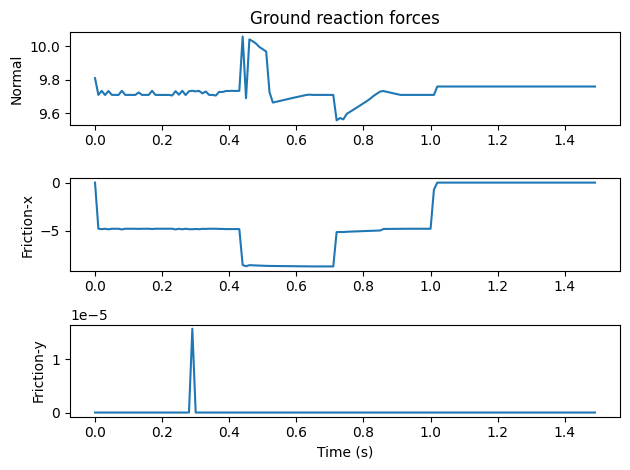 Ground reaction forces
Normal
10.0
9.8
9.6
0.0 0.2 0.4 0.6 0.8 1.0 1.2 1.4
Friction-x
0
−5
0.0 0.2 0.4 0.6 0.8 1.0 1.2 1.4
1e−5
Friction-y
1
0
0.0 0.2 0.4 0.6 0.8 1.0 1.2 1.4
Time (s)